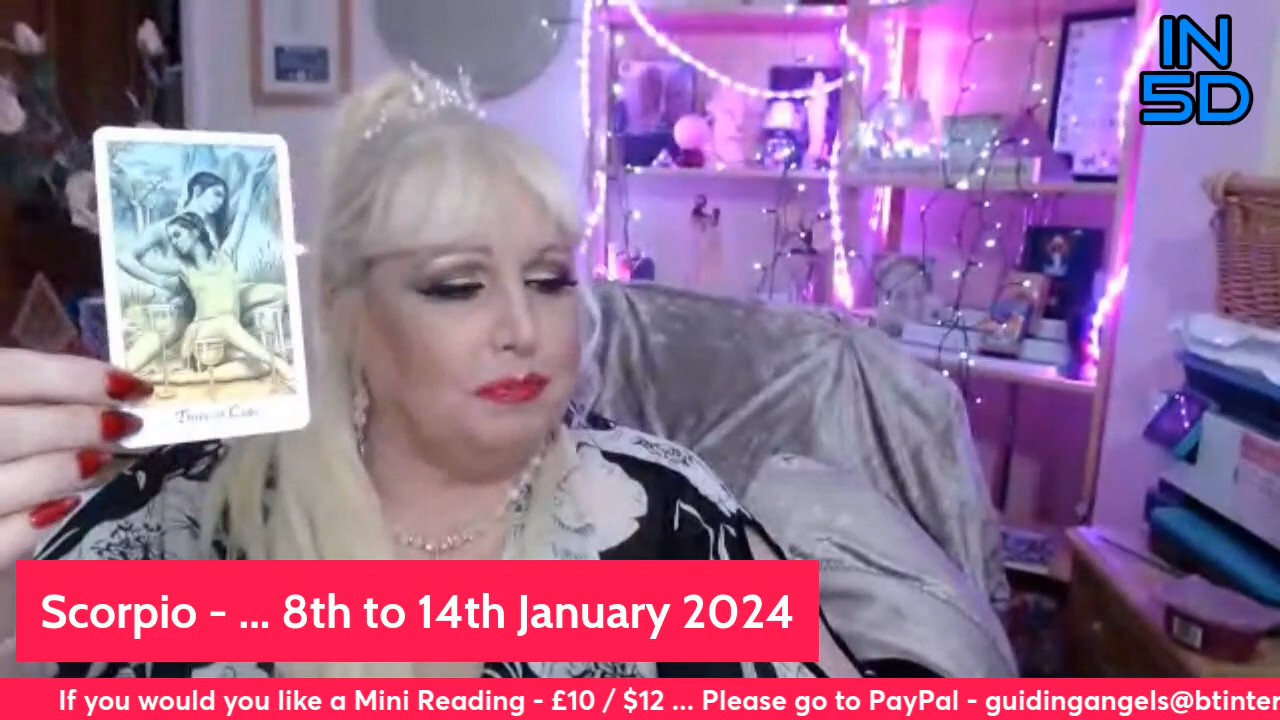 IN
5D
Three of Cups
Scorpio - ... 8th to 14th January 2024
If you would you like a Mini Reading - £10 / $12 ... Please go to PayPal - guidingangels@btinter